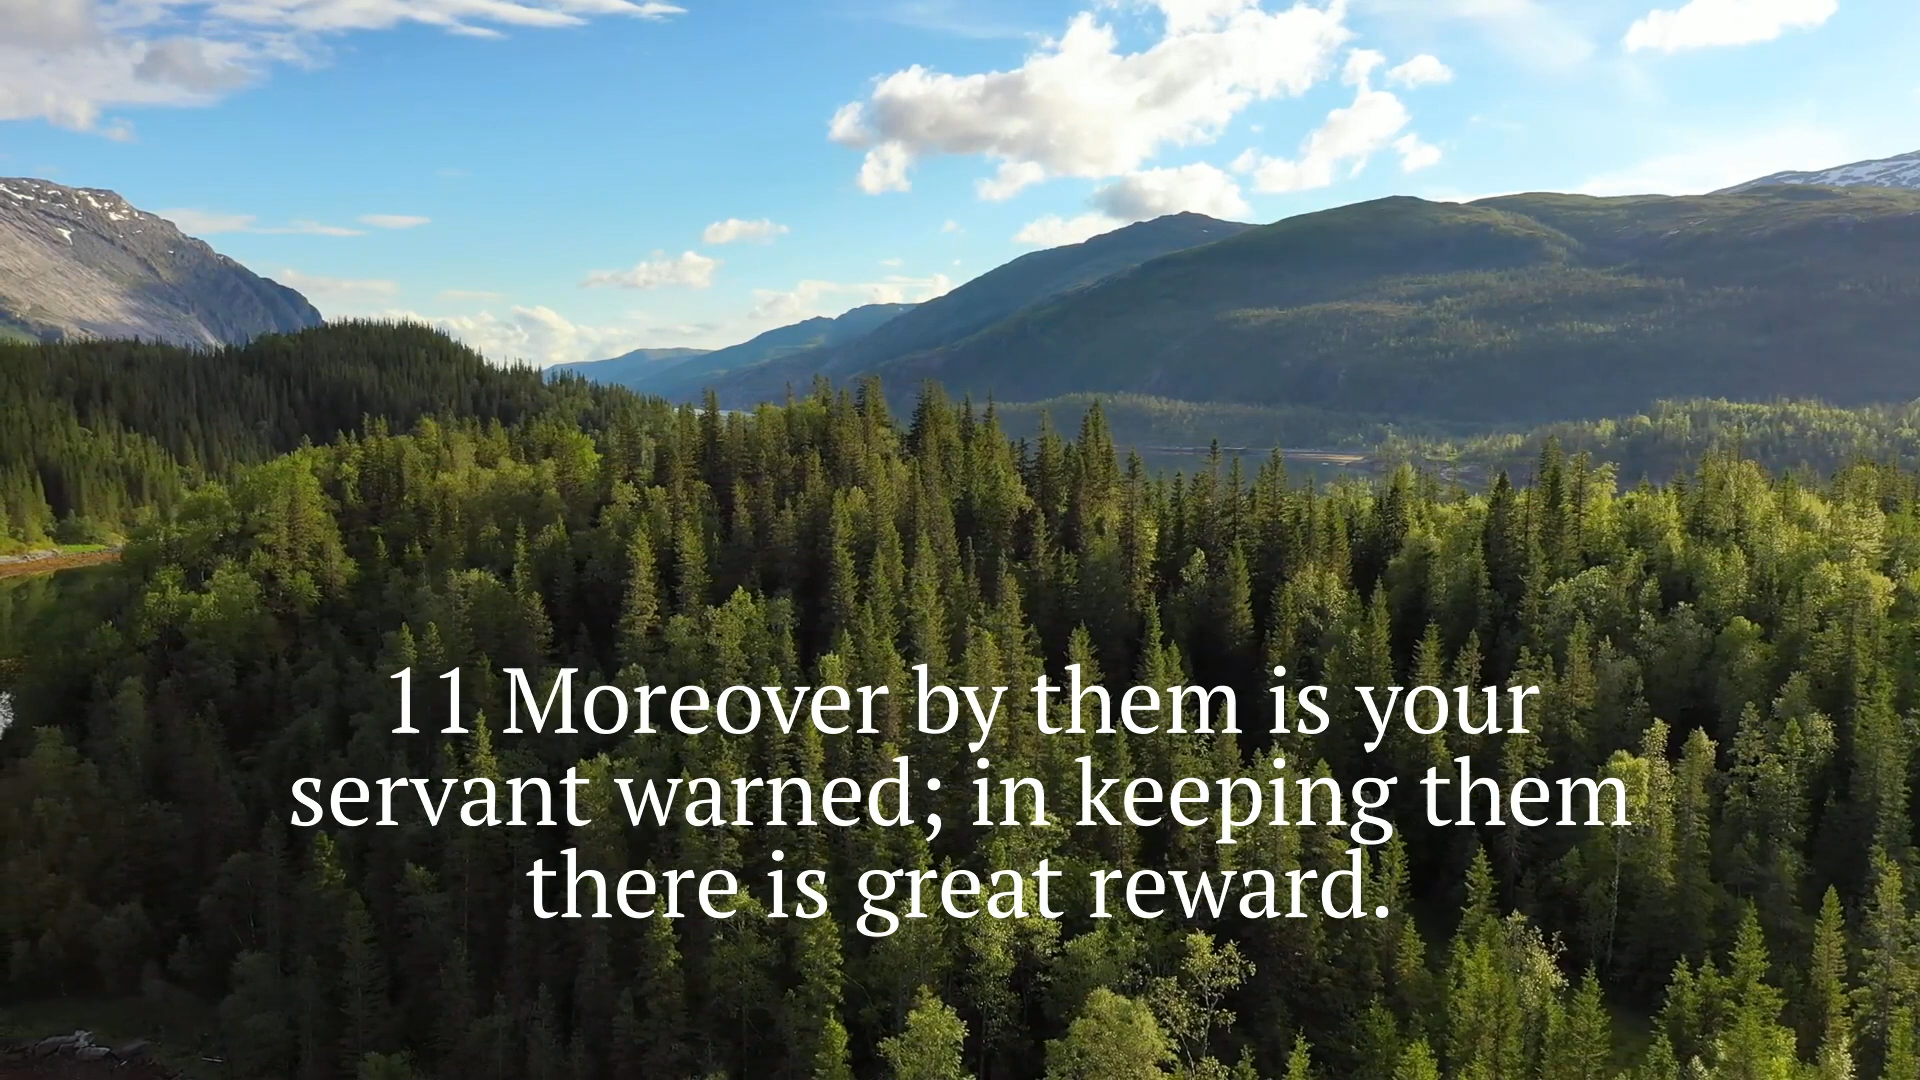 11 Moreover by them is your
servant warned; in keeping them
there is great reward.